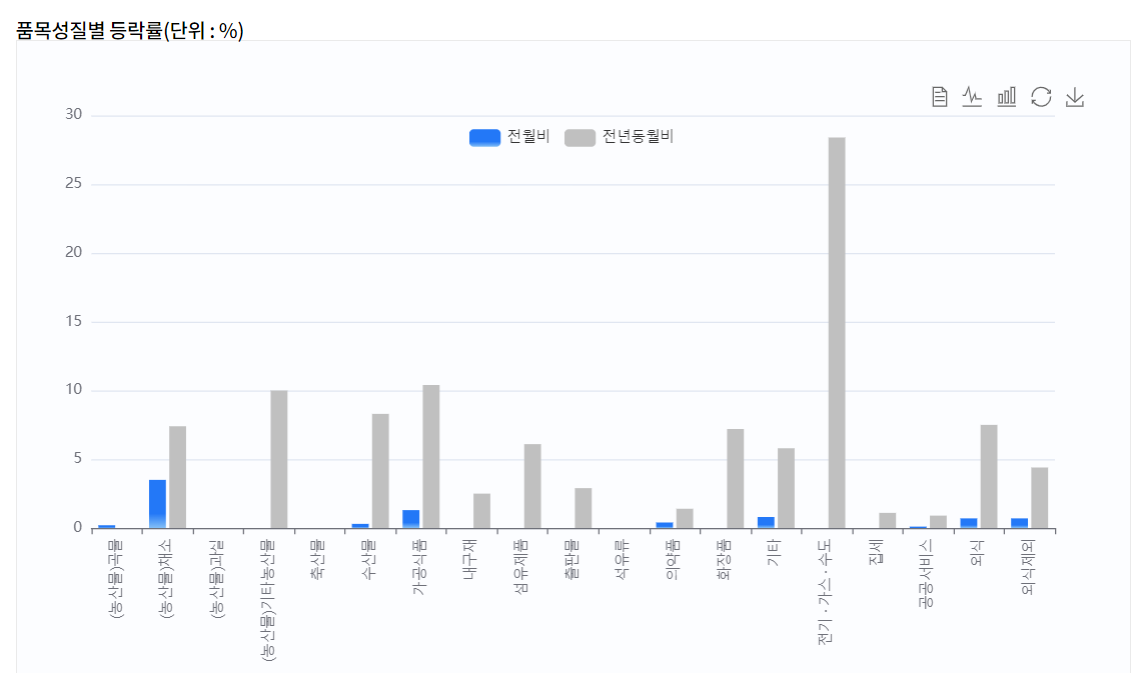 품목성질별 등락률(단위 : %)
전월비
전년동월비
30
25
20
15
10
5
0
(농산물)곡물
(농산물)채소
(농산물)과실
(농산물)기타농산물
축산물
수산물
가공식품
내구재
섬유제품
출판물
석유류
의약품
화장품
기타
전기 · 가스 · 수도
집세
공공서비스
외식
외식제외